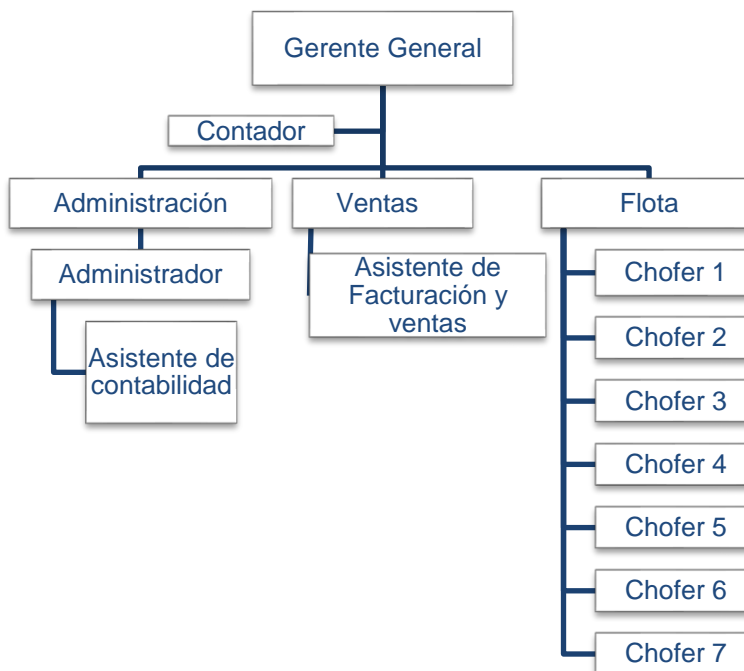 Gerente General
Contador
Administración
Ventas
Flota
Administrador
Asistente de
Facturación y
ventas
Asistente de
contabilidad
Chofer 1
Chofer 2
Chofer 3
Chofer 4
Chofer 5
Chofer 6
Chofer 7